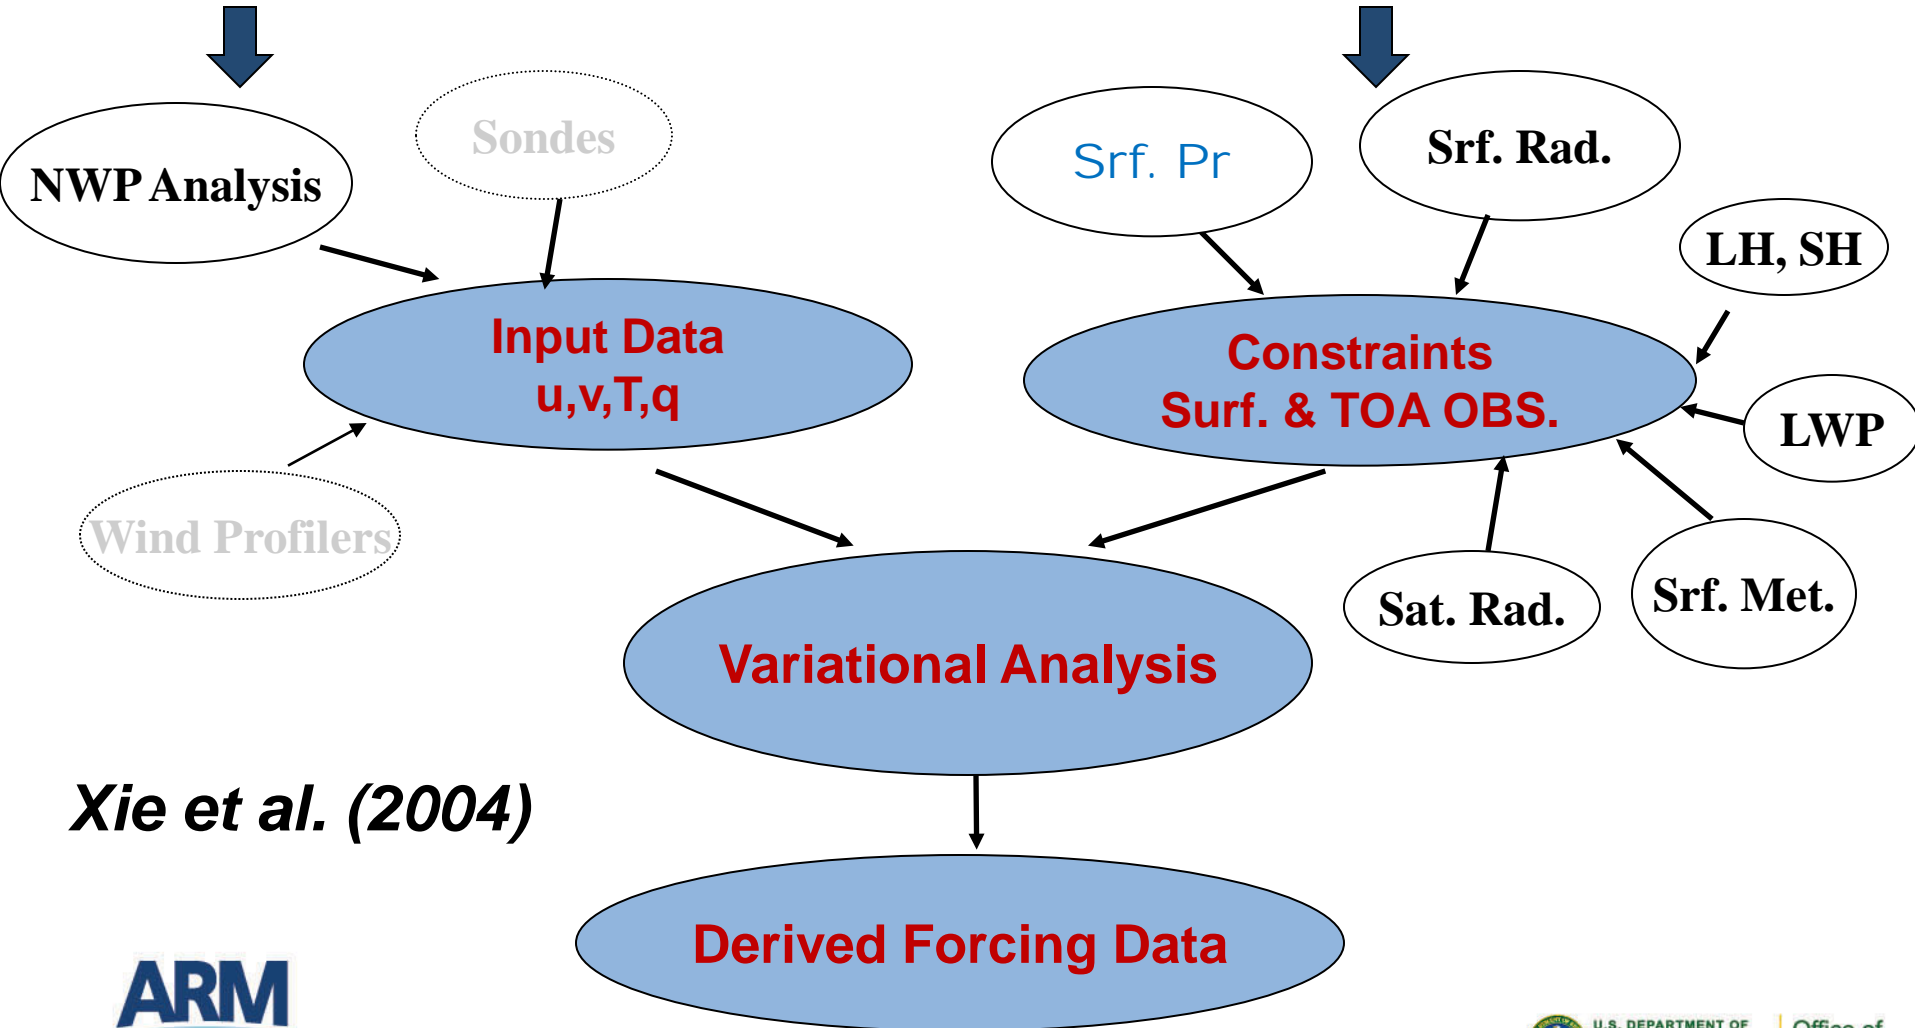 Sondes
Srf. Pr
Srf. Rad.
NWP Analysis
LH, SH
Input Data
u,v,T,q
Constraints
Surf. & TOA OBS.
LWP
Wind Profilers
Sat. Rad.
Srf. Met.
Variational Analysis
Xie et al. (2004)
Derived Forcing Data
ARM
U.S. DEPARTMENT OF
Office of